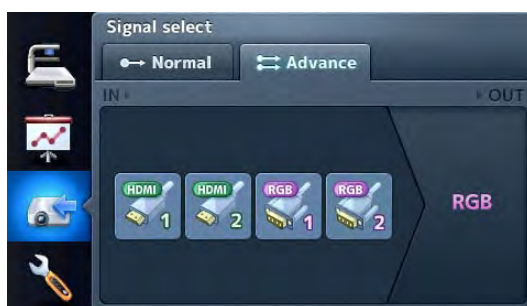 Signal select
Normal
Advance
IN
OUT
HDMI 1
HDMI 2
RGB 1
RGB 2
RGB